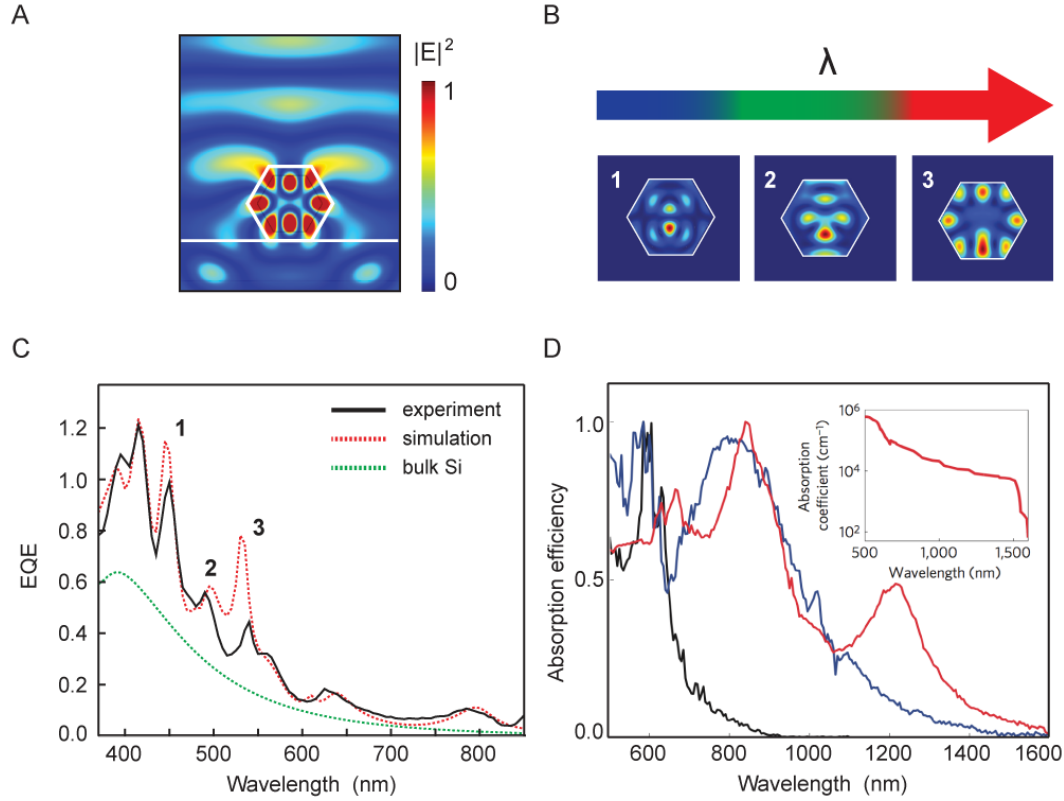 A
|E|²
1
0
B
λ
1
2
3
C
experiment
simulation
bulk Si
1
2
3
EQE
1.2
1.0
0.8
0.6
0.4
0.2
0.0
400
500
600
700
800
Wavelength (nm)
D
Absorption efficiency
1.0
0.5
0.0
600
800
1000
1200
1400
1600
Wavelength (nm)
Absorption
coefficient (cm⁻¹)
10⁶
10⁴
10²
500
1,000
1,500
Wavelength (nm)